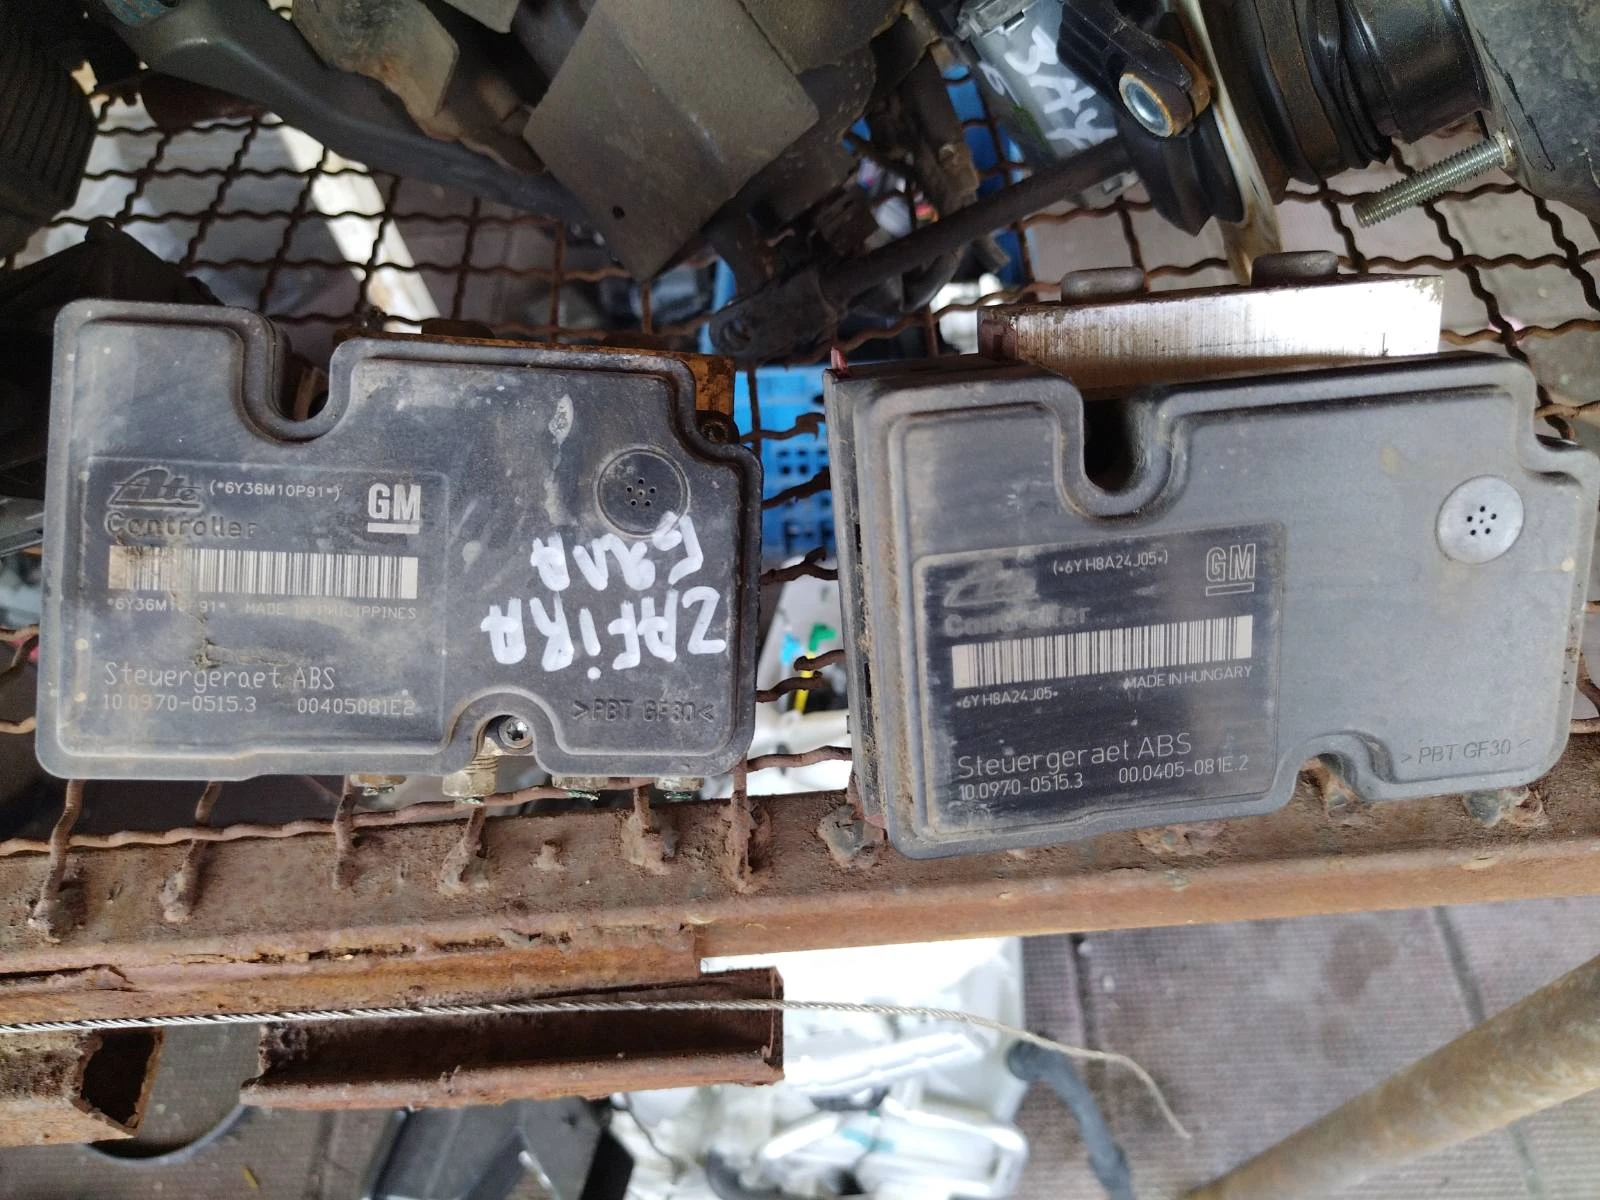 Ate (*6Y36M10P91*) GM
Controller
*6Y36M10P91* MADE IN PHILIPPINES
Steuergeraet ABS
10.0970-0515.3 00405081E2
>PBT GF30<
ZAFiRA
(*6YH8A24J05*) GM
Controller
*6YH8A24J05* MADE IN HUNGARY
Steuergeraet ABS
10.0970-0515.3 00.0405-081E.2
>PBT GF30<